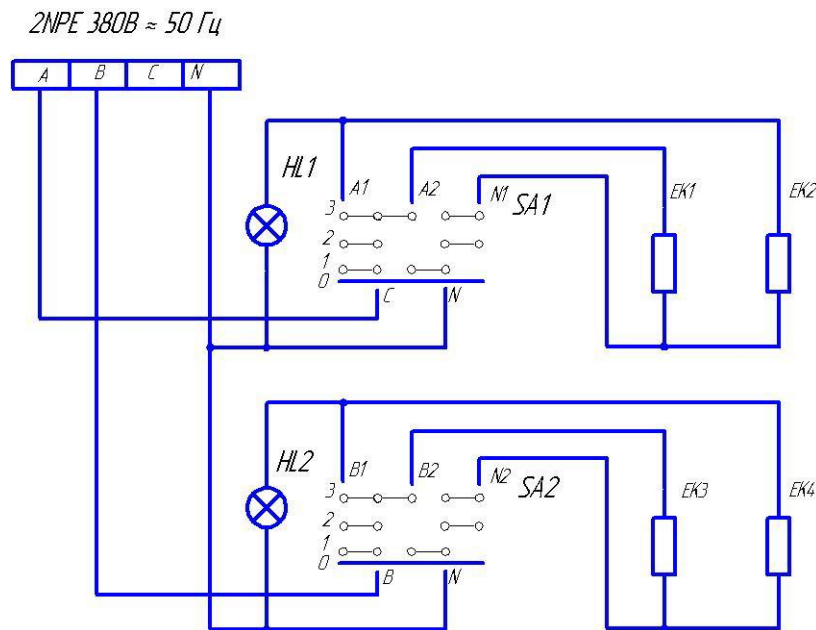 2NPE 380В ≈ 50 Гц
A B C N
HL1
A1 A2 N1 SA1
EK1 EK2
3
2
1
0
C N
HL2
B1 B2 N2 SA2
EK3 EK4
3
2
1
0
B N